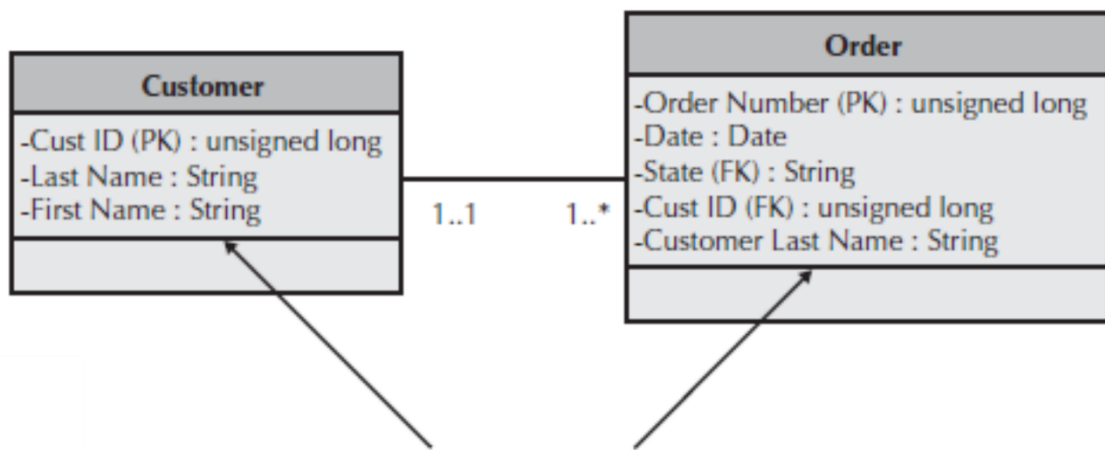 Customer
-Cust ID (PK) : unsigned long
-Last Name : String
-First Name : String
1..1
1..*
Order
-Order Number (PK) : unsigned long
-Date : Date
-State (FK) : String
-Cust ID (FK) : unsigned long
-Customer Last Name : String